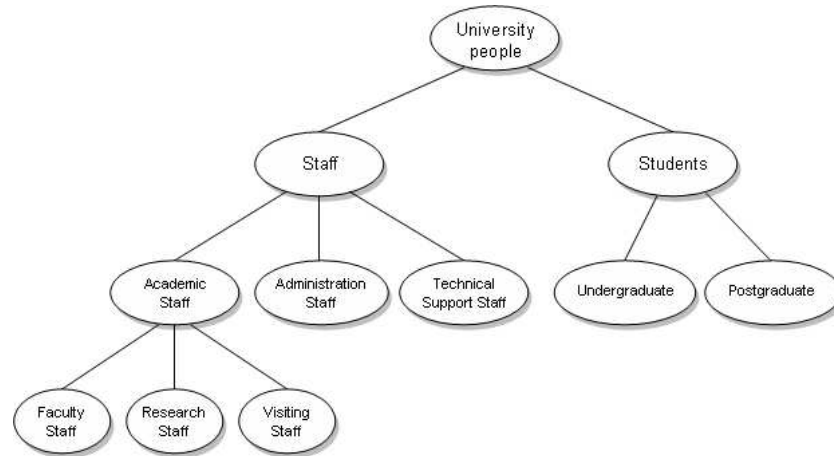 University
people
Staff
Students
Academic
Staff
Administration
Staff
Technical
Support Staff
Undergraduate
Postgraduate
Faculty
Staff
Research
Staff
Visiting
Staff